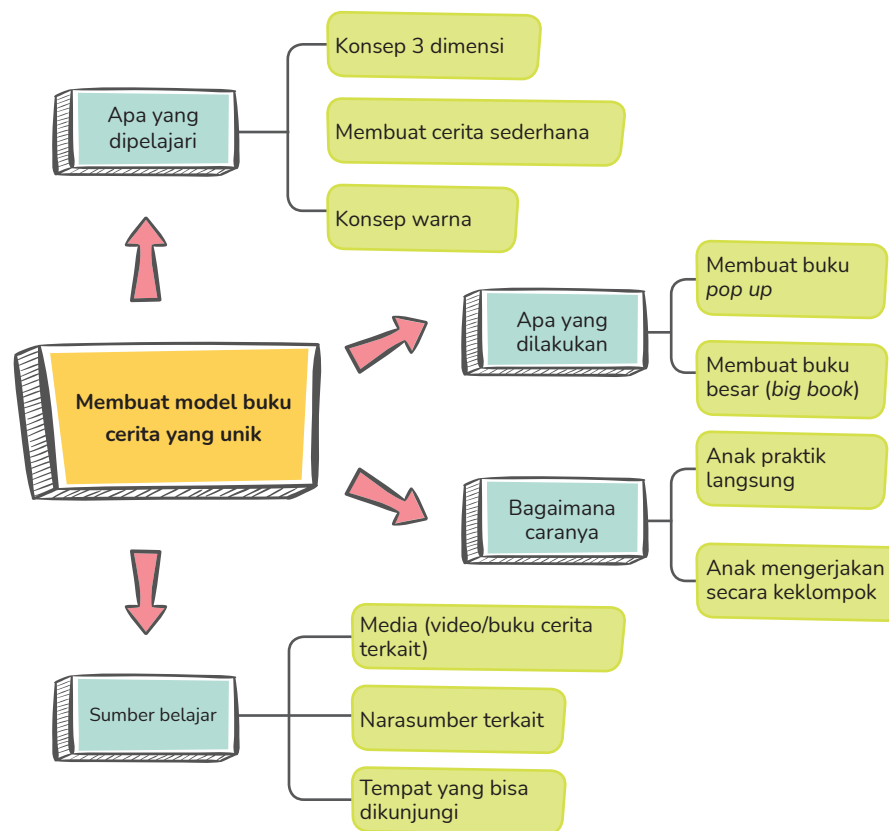 Apa yang
dipelajari
Konsep 3 dimensi
Membuat cerita sederhana
Konsep warna
Membuat model buku
cerita yang unik
Apa yang
dilakukan
Membuat buku
pop up
Membuat buku
besar (big book)
Bagaimana
caranya
Anak praktik
langsung
Anak mengerjakan
secara keklompok
Sumber belajar
Media (video/buku cerita
terkait)
Narasumber terkait
Tempat yang bisa
dikunjungi